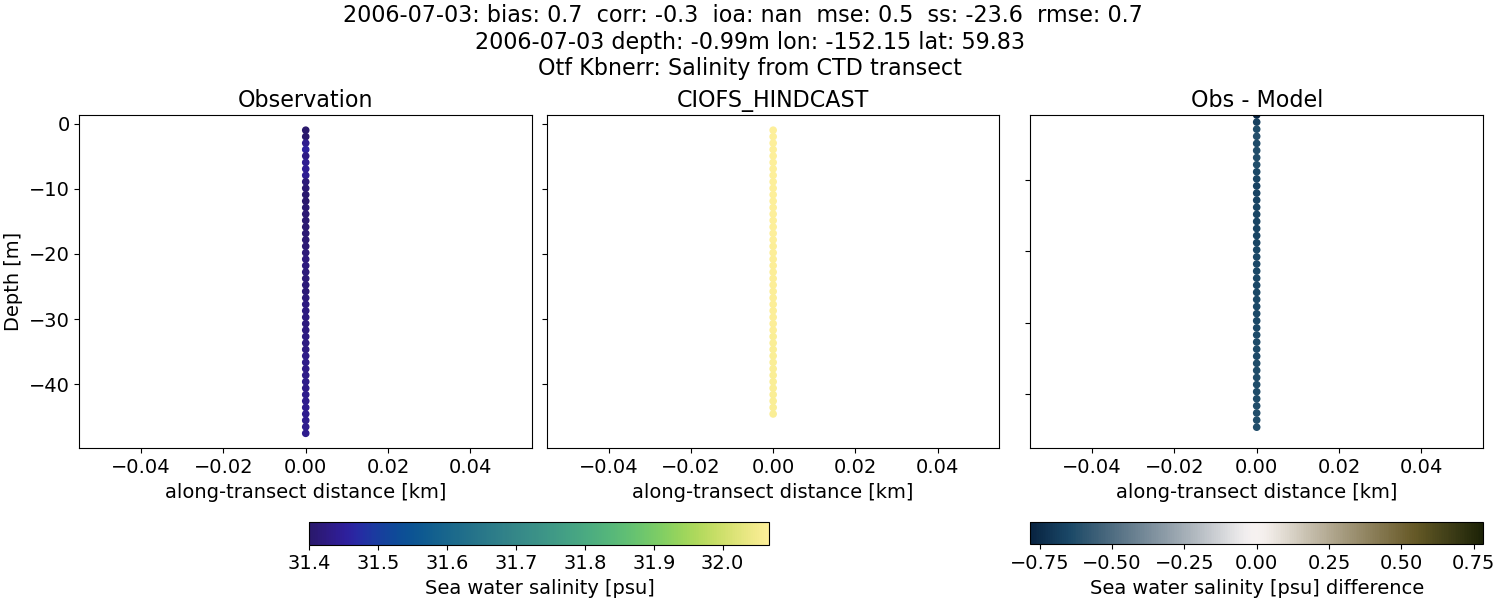 2006-07-03: bias: 0.7  corr: -0.3  ioa: nan  mse: 0.5  ss: -23.6  rmse: 0.7
2006-07-03 depth: -0.99m lon: -152.15 lat: 59.83
Otf Kbnerr: Salinity from CTD transect
Observation
CIOFS_HINDCAST
Obs - Model
Depth [m]
0
−10
−20
−30
−40
−0.04 −0.02 0.00 0.02 0.04
along-transect distance [km]
−0.04 −0.02 0.00 0.02 0.04
along-transect distance [km]
−0.04 −0.02 0.00 0.02 0.04
along-transect distance [km]
31.4 31.5 31.6 31.7 31.8 31.9 32.0
Sea water salinity [psu]
−0.75 −0.50 −0.25 0.00 0.25 0.50 0.75
Sea water salinity [psu] difference